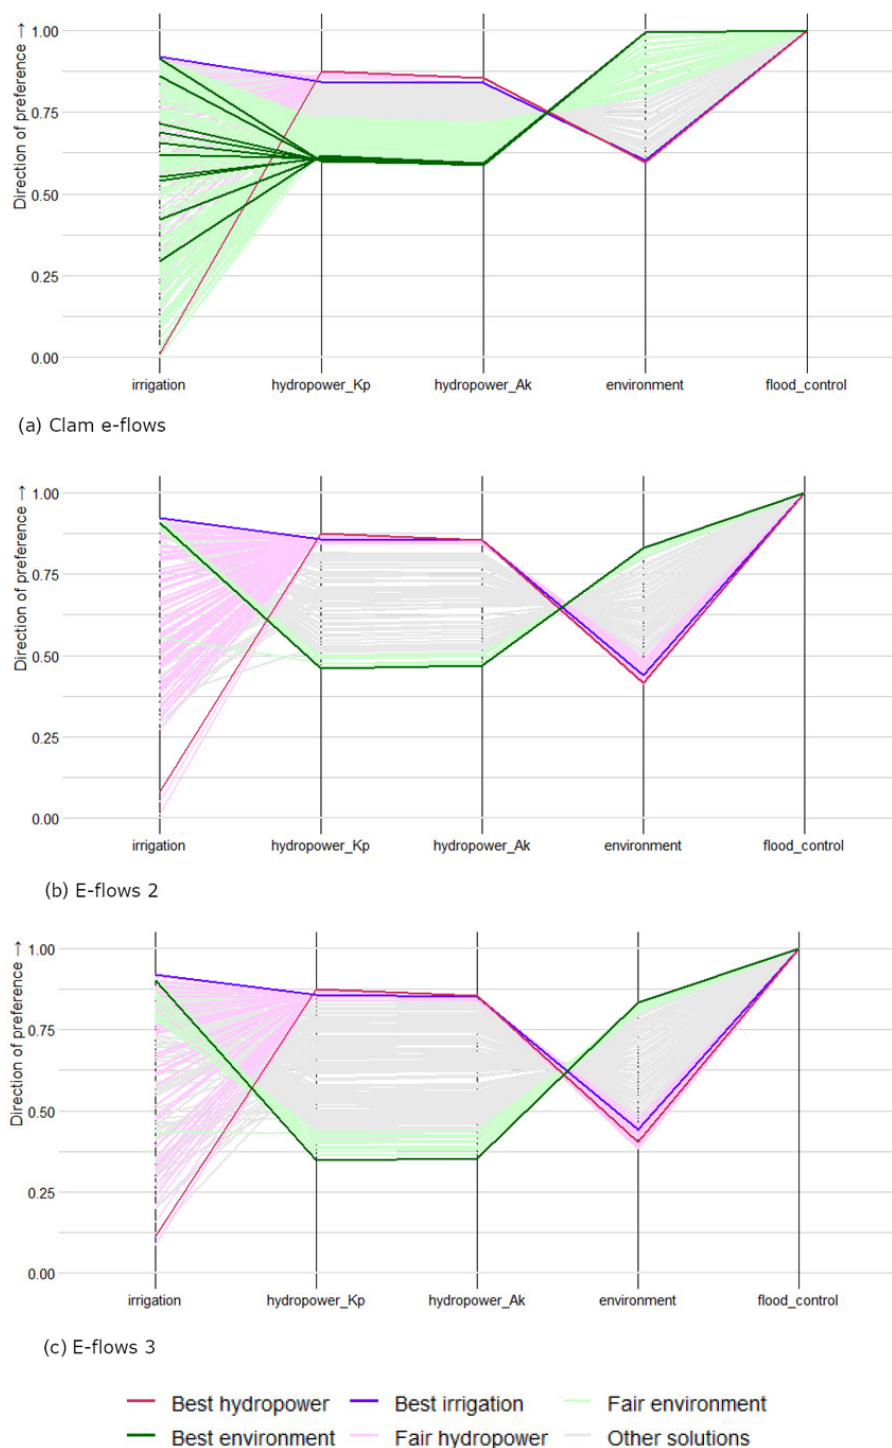 Direction of preference →
1.00
0.75
0.50
0.25
0.00
irrigation hydropower_Kp hydropower_Ak environment flood_control
(a) Clam e-flows
Direction of preference →
1.00
0.75
0.50
0.25
0.00
irrigation hydropower_Kp hydropower_Ak environment flood_control
(b) E-flows 2
Direction of preference →
1.00
0.75
0.50
0.25
0.00
irrigation hydropower_Kp hydropower_Ak environment flood_control
(c) E-flows 3
Best hydropower Best irrigation Fair environment
Best environment Fair hydropower Other solutions